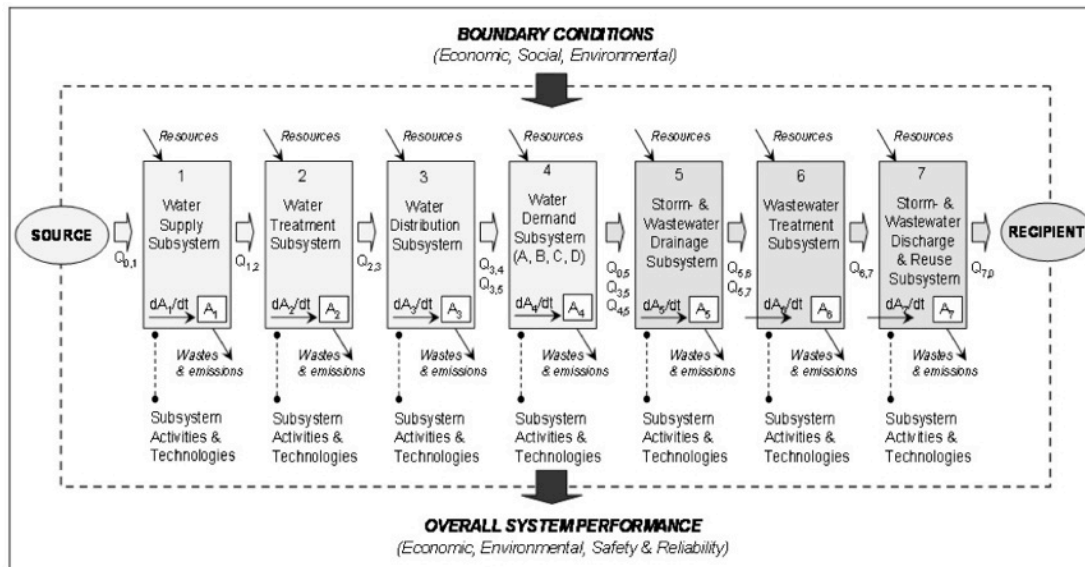 BOUNDARY CONDITIONS
(Economic, Social, Environmental)
Resources
Resources
Resources
Resources
Resources
Resources
Resources
SOURCE
Q0,1
1
Water
Supply
Subsystem
dA1/dt
A1
Q1,2
2
Water
Treatment
Subsystem
dA2/dt
A2
Q2,3
3
Water
Distribution
Subsystem
dA3/dt
A3
Q3,4
Q3,5
4
Water
Demand
Subsystem
(A, B, C, D)
dA4/dt
A4
Q0,5
Q3,5
Q4,5
5
Storm- &
Wastewater
Drainage
Subsystem
dA5/dt
A5
Q5,6
Q5,7
6
Wastewater
Treatment
Subsystem
A6
Q6,7
7
Storm- &
Wastewater
Discharge
& Reuse
Subsystem
A7
Q7,0
RECIPIENT
Wastes
& emissions
Wastes
& emissions
Wastes
& emissions
Wastes
& emissions
Wastes
& emissions
Wastes
& emissions
Wastes
& emissions
Subsystem
Activities &
Technologies
Subsystem
Activities &
Technologies
Subsystem
Activities &
Technologies
Subsystem
Activities &
Technologies
Subsystem
Activities &
Technologies
Subsystem
Activities &
Technologies
Subsystem
Activities &
Technologies
OVERALL SYSTEM PERFORMANCE
(Economic, Environmental, Safety & Reliability)